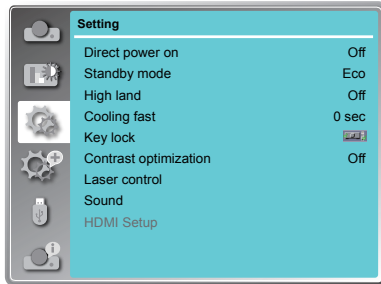 Setting
Direct power on Off
Standby mode Eco
High land Off
Cooling fast 0 sec
Key lock
Contrast optimization Off
Laser control
Sound
HDMI Setup